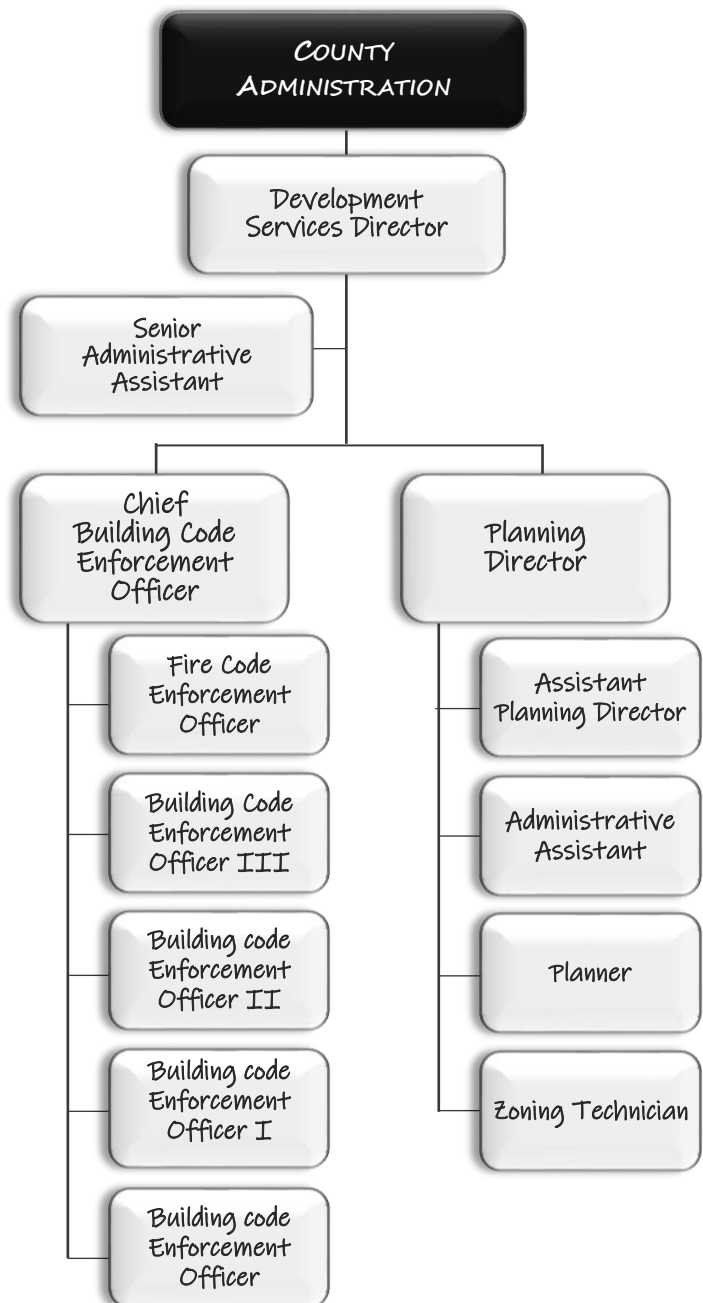 COUNTY
ADMINISTRATION
Development
Services Director
Senior
Administrative
Assistant
Chief
Building Code
Enforcement
Officer
Planning
Director
Fire Code
Enforcement
Officer
Building Code
Enforcement
Officer III
Building code
Enforcement
Officer II
Building code
Enforcement
Officer I
Building code
Enforcement
Officer
Assistant
Planning Director
Administrative
Assistant
Planner
Zoning Technician